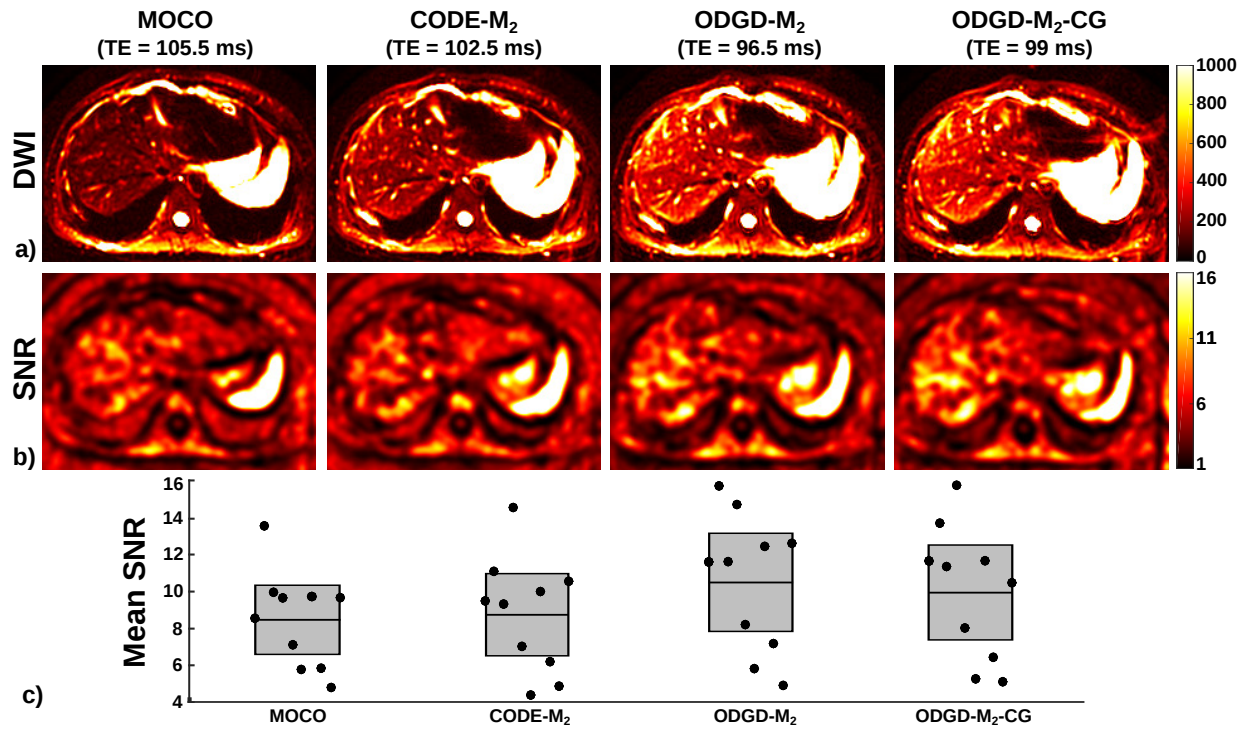 MOCO CODE-M₂ ODGD-M₂ ODGD-M₂-CG
(TE = 105.5 ms) (TE = 102.5 ms) (TE = 96.5 ms) (TE = 99 ms)
DWI
a)
1000
800
600
400
200
0
SNR
b)
16
11
6
1
Mean SNR
c)
16
14
12
10
8
6
4
MOCO CODE-M₂ ODGD-M₂ ODGD-M₂-CG